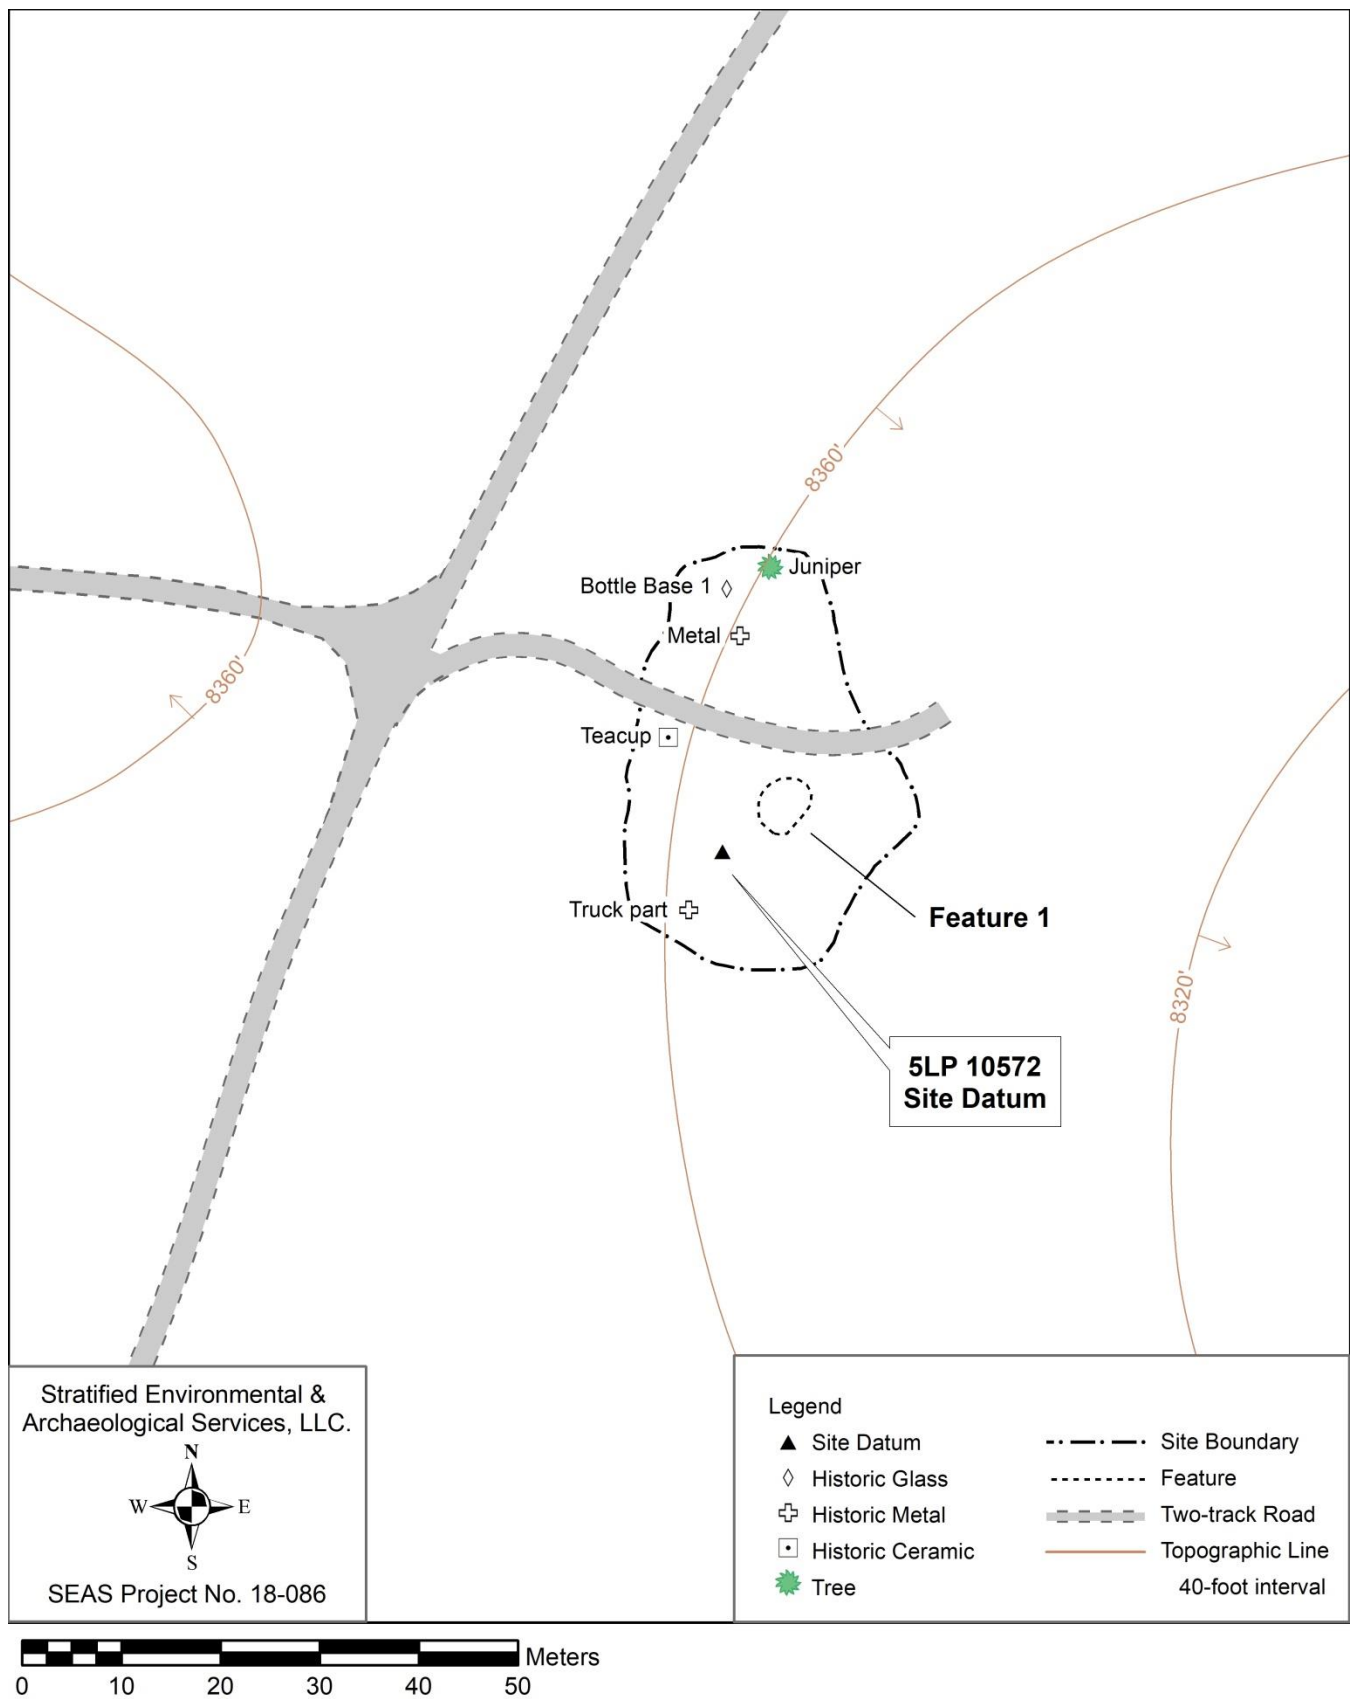 8360'
Juniper
Bottle Base 1
Metal
8360'
Teacup
Truck part
Feature 1
8320'
5LP 10572
Site Datum
Stratified Environmental &
Archaeological Services, LLC.
N
W E
S
SEAS Project No. 18-086
Legend
Site Datum
Historic Glass
Historic Metal
Historic Ceramic
Tree
Site Boundary
Feature
Two-track Road
Topographic Line
40-foot interval
Meters
0 10 20 30 40 50